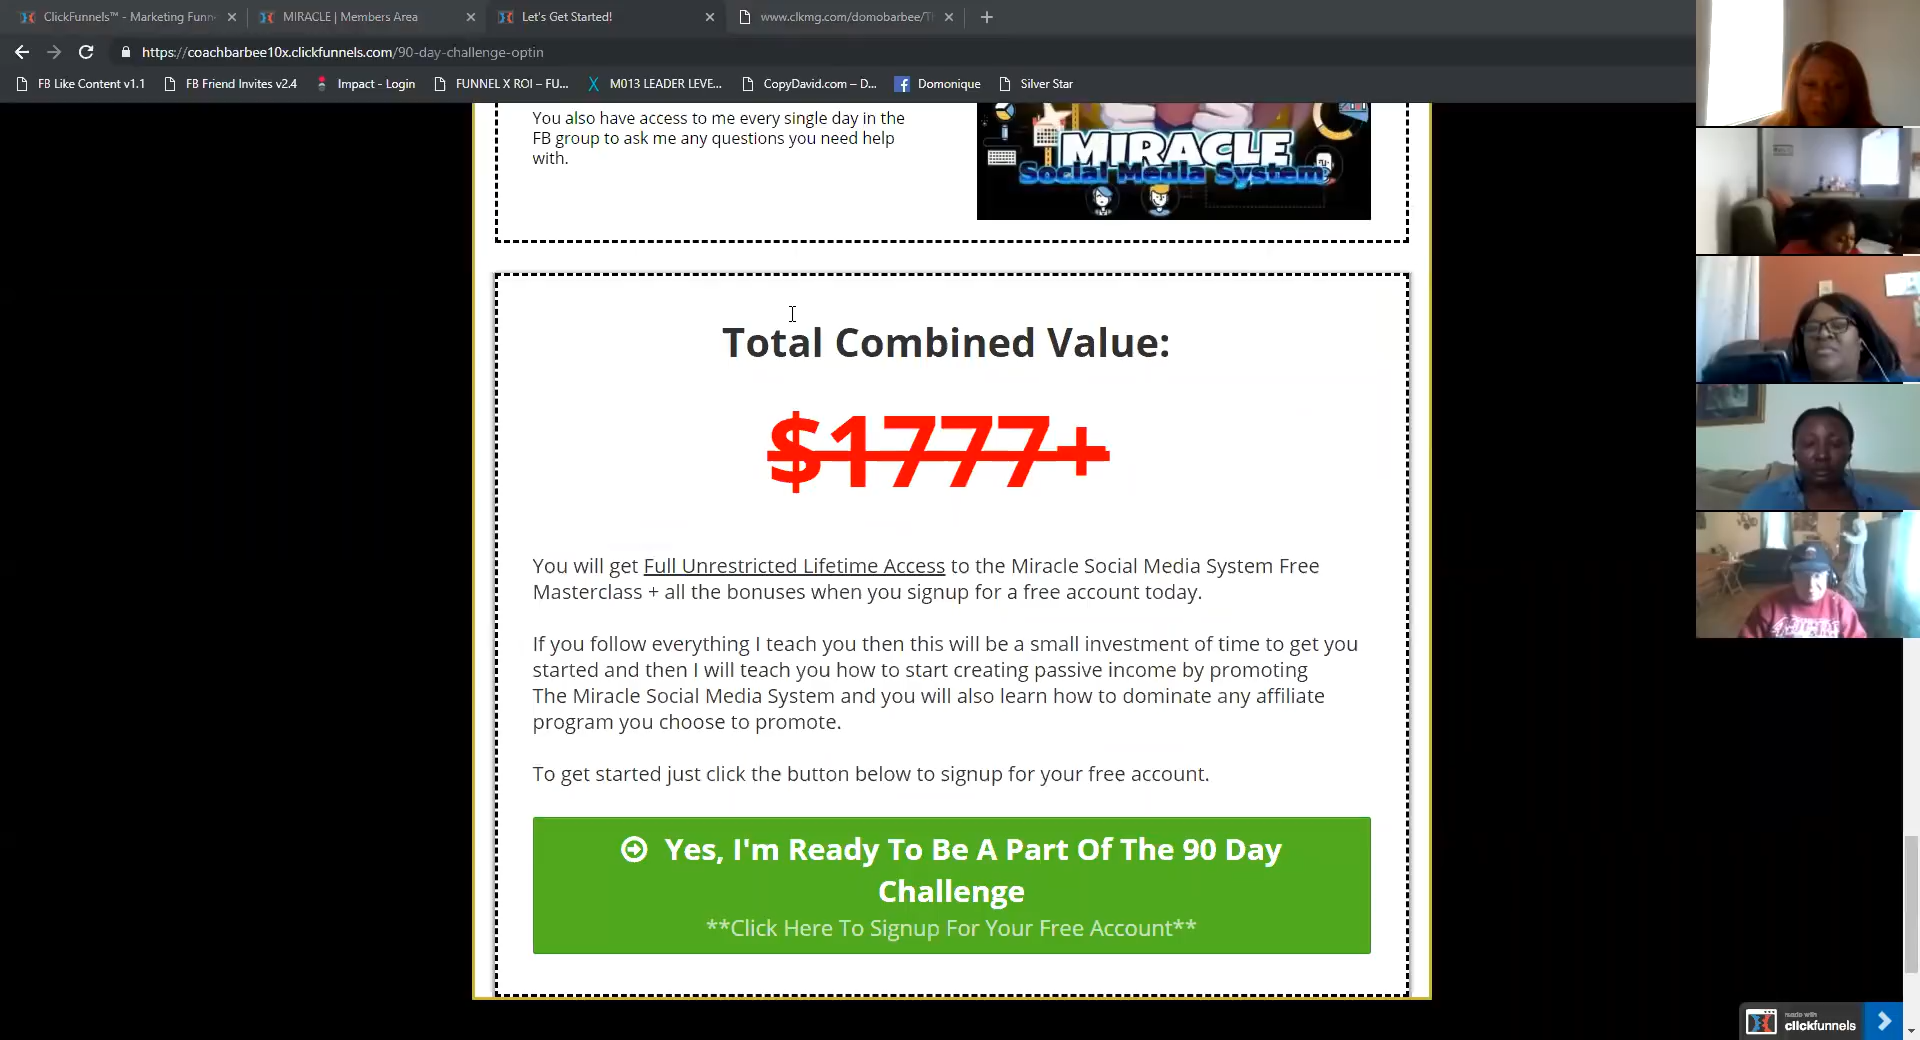 ClickFunnels™ - Marketing Funn
MIRACLE | Members Area
Let's Get Started!
www.clkmg.com/domobarbee/T
https://coachbarbee10x.clickfunnels.com/90-day-challenge-optin
FB Like Content v1.1
FB Friend Invites v2.4
Impact - Login
FUNNEL X ROI – FU...
M013 LEADER LEVE...
CopyDavid.com – D...
Domonique
Silver Star
You also have access to me every single day in the
FB group to ask me any questions you need help
with.
MIRACLE
Social Media System
Total Combined Value:
$1777+
You will get Full Unrestricted Lifetime Access to the Miracle Social Media System Free
Masterclass + all the bonuses when you signup for a free account today.
If you follow everything I teach you then this will be a small investment of time to get you
started and then I will teach you how to start creating passive income by promoting
The Miracle Social Media System and you will also learn how to dominate any affiliate
program you choose to promote.
To get started just click the button below to signup for your free account.
Yes, I'm Ready To Be A Part Of The 90 Day
Challenge
**Click Here To Signup For Your Free Account**
made with
clickfunnels